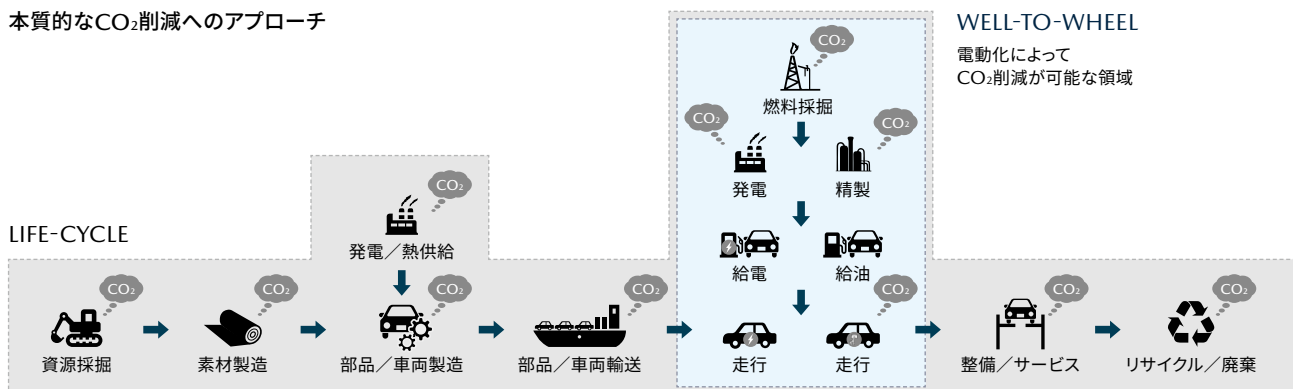 本質的なCO₂削減へのアプローチ
WELL-TO-WHEEL
電動化によって
CO₂削減が可能な領域
CO₂
燃料採掘
CO₂
CO₂
発電
精製
CO₂
LIFE-CYCLE
発電／熱供給
給電
給油
CO₂
CO₂
CO₂
CO₂
CO₂
CO₂
CO₂
資源採掘
素材製造
部品／車両製造
部品／車両輸送
走行
走行
整備／サービス
リサイクル／廃棄